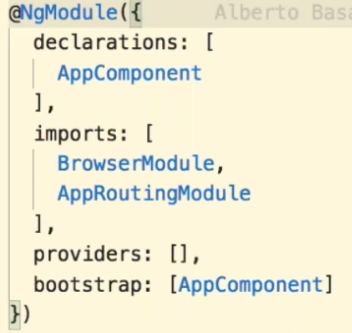 @NgModule({ Alberto Basa
declarations: [
AppComponent
],
imports: [
BrowserModule,
AppRoutingModule
],
providers: [],
bootstrap: [AppComponent]
})